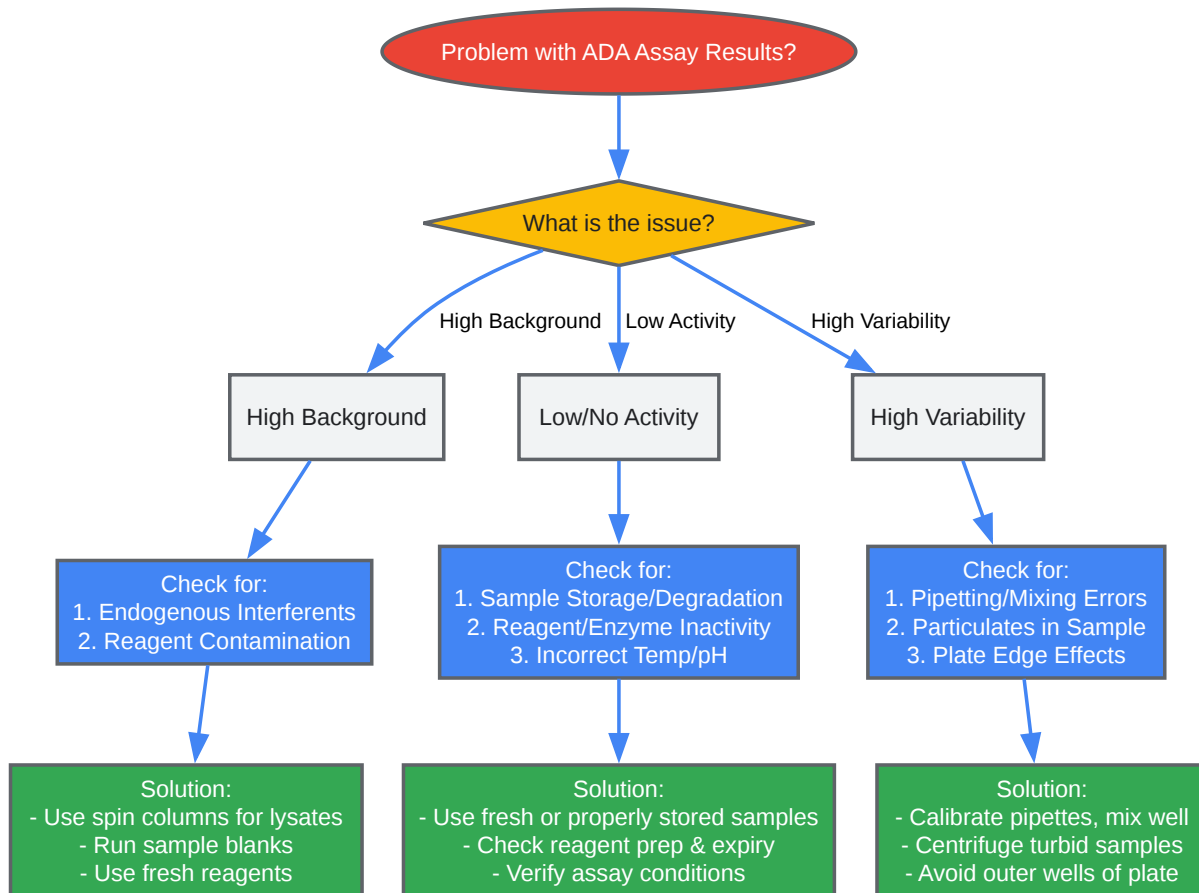 Problem with ADA Assay Results?
What is the issue?
High Background
Low Activity
High Variability
High Background
Low/No Activity
High Variability
Check for:
1. Endogenous Interferents
2. Reagent Contamination
Check for:
1. Sample Storage/Degradation
2. Reagent/Enzyme Inactivity
3. Incorrect Temp/pH
Check for:
1. Pipetting/Mixing Errors
2. Particulates in Sample
3. Plate Edge Effects
Solution:
- Use spin columns for lysates
- Run sample blanks
- Use fresh reagents
Solution:
- Use fresh or properly stored samples
- Check reagent prep & expiry
- Verify assay conditions
Solution:
- Calibrate pipettes, mix well
- Centrifuge turbid samples
- Avoid outer wells of plate